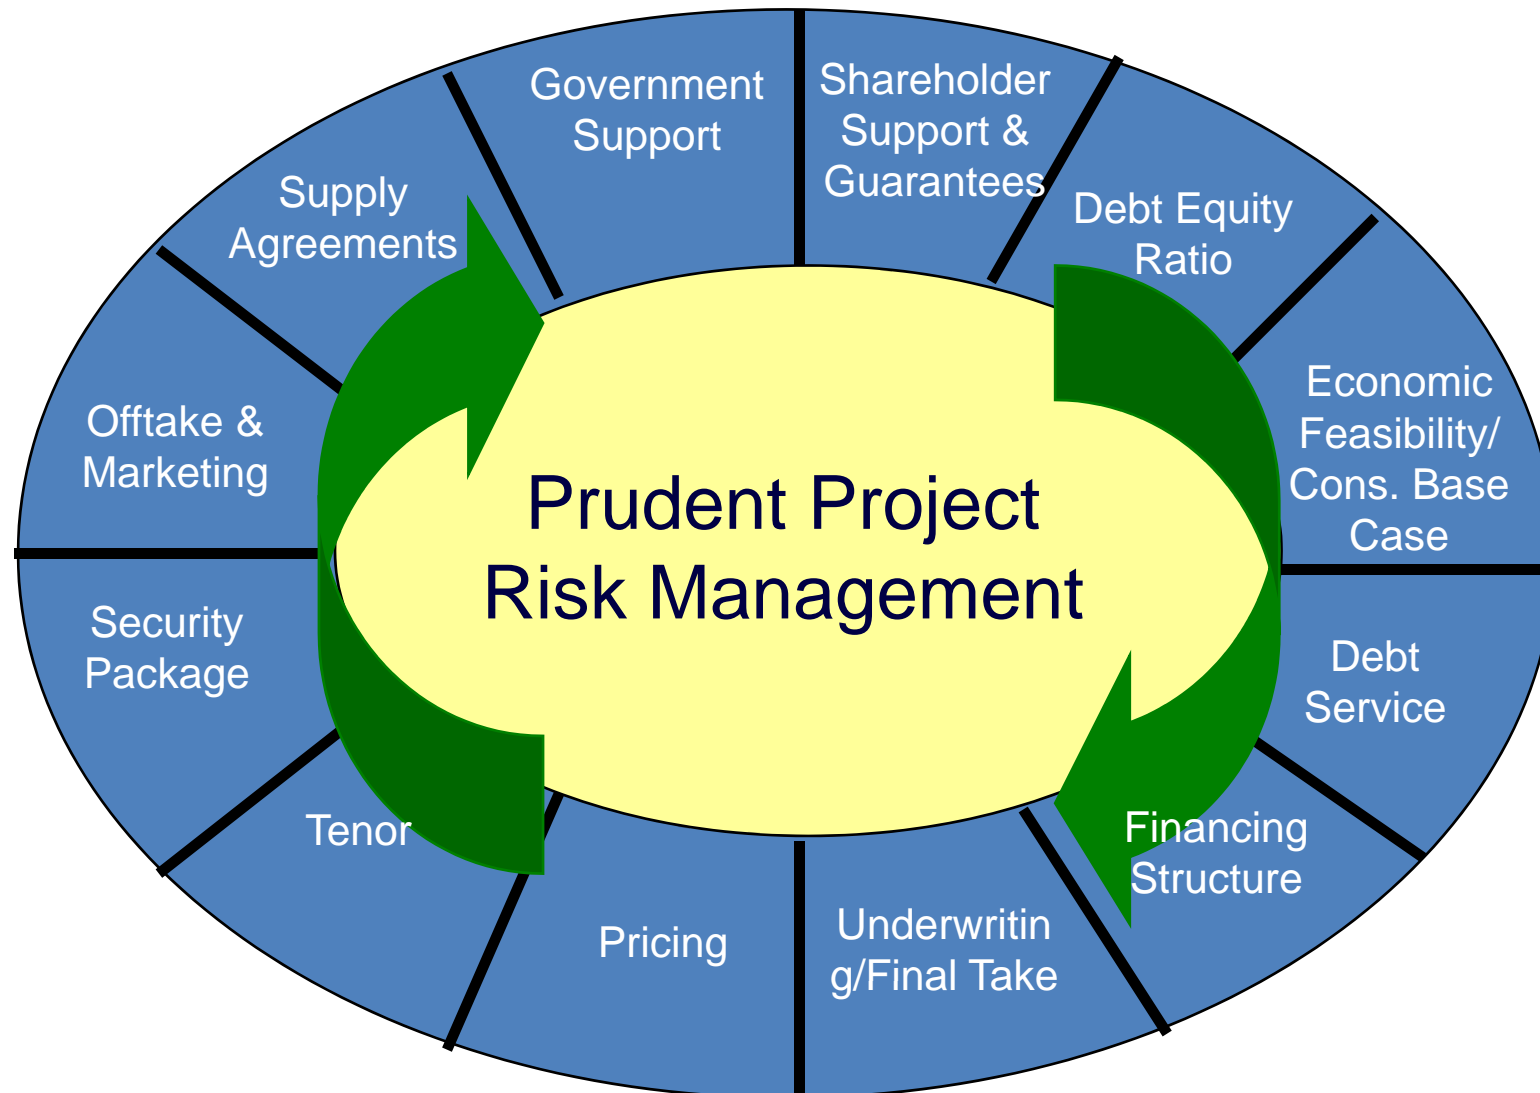 Government
Support
Shareholder
Support &
Guarantees
Debt Equity
Ratio
Economic
Feasibility/
Cons. Base
Case
Debt
Service
Financing
Structure
Underwritin
g/Final Take
Pricing
Tenor
Security
Package
Offtake &
Marketing
Supply
Agreements
Prudent Project
Risk Management